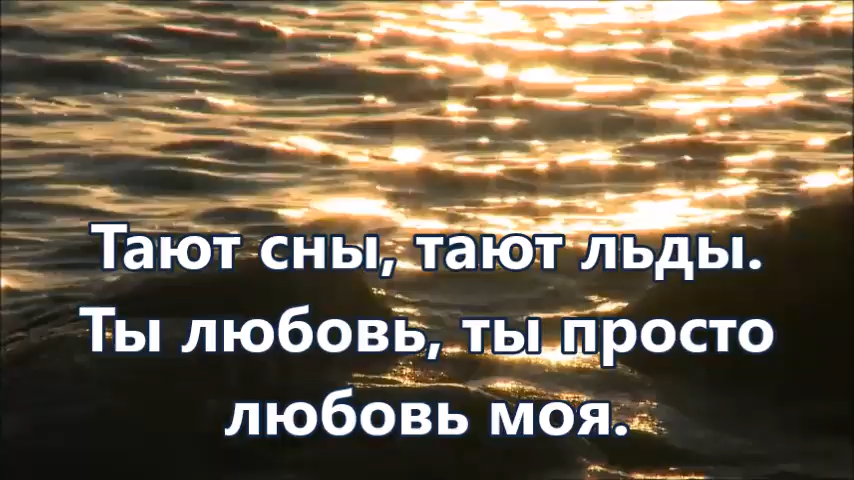 Тают сны, тают льды.
Ты любовь, ты просто
любовь моя.